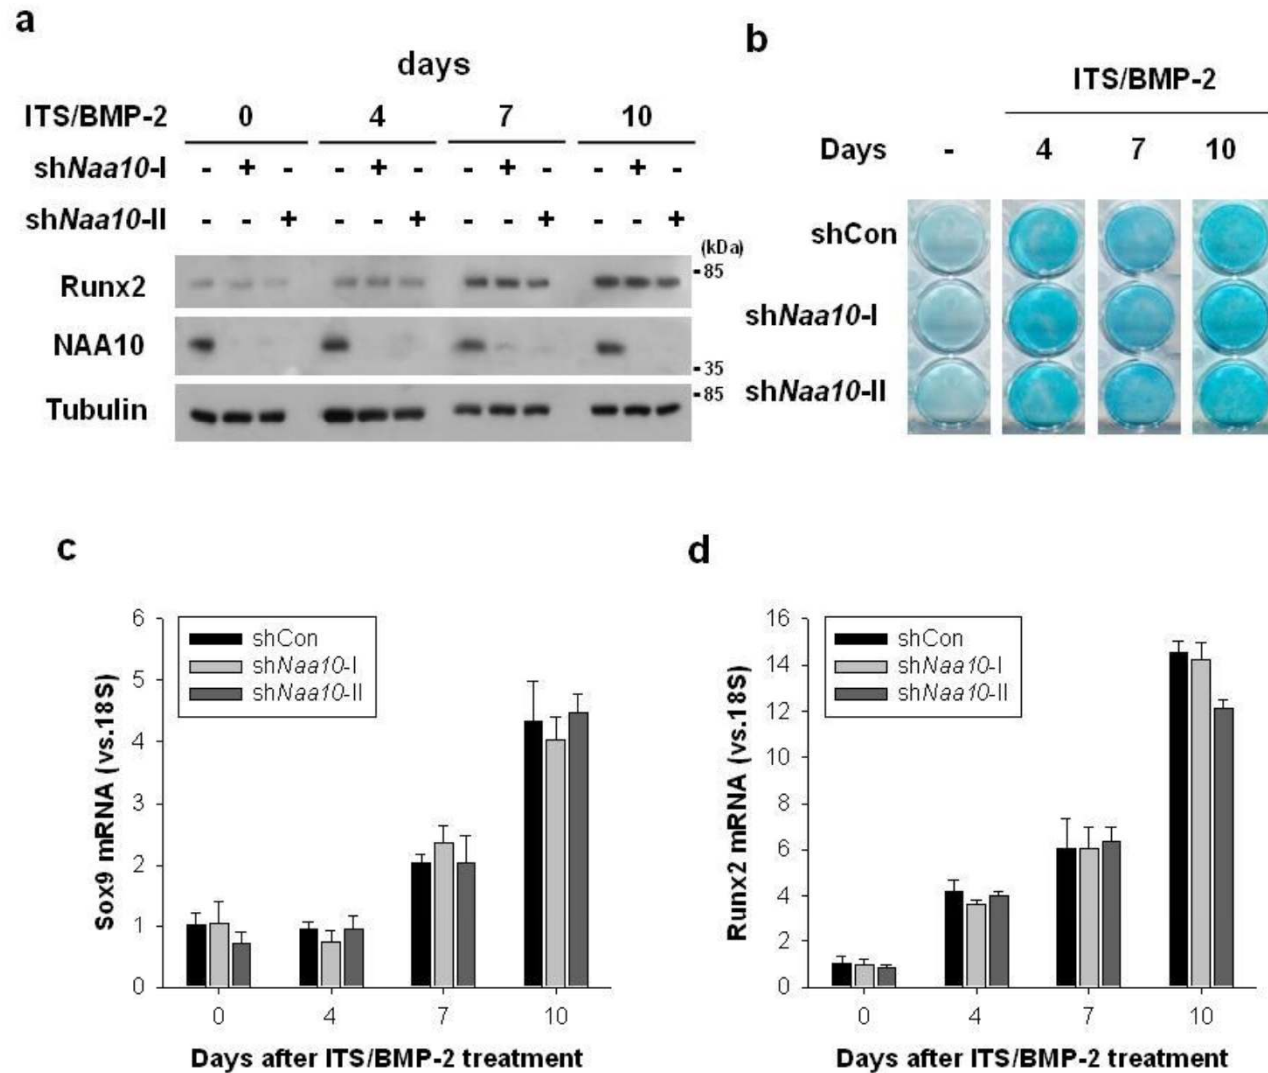 a
days
ITS/BMP-2 0 4 7 10
shNaa10-I - + - - + - - + - - + -
shNaa10-II - - + - - + - - + - - +
(kDa)
Runx2 -85
NAA10
-35
Tubulin -85
b
ITS/BMP-2
Days - 4 7 10
shCon
shNaa10-I
shNaa10-II
c
Sox9 mRNA (vs.18S)
6
5
4
3
2
1
0
shCon
shNaa10-I
shNaa10-II
0 4 7 10
Days after ITS/BMP-2 treatment
d
Runx2 mRNA (vs.18S)
16
14
12
10
8
6
4
2
0
shCon
shNaa10-I
shNaa10-II
0 4 7 10
Days after ITS/BMP-2 treatment